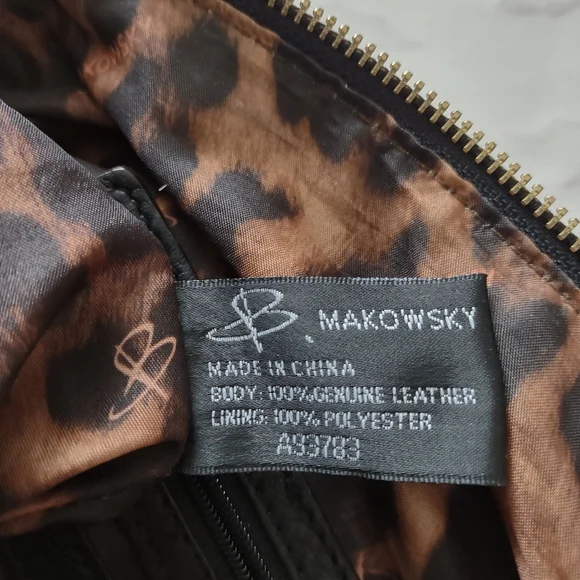 B. MAKOWSKY
MADE IN CHINA
BODY: 100%GENUINE LEATHER
LINING: 100% POLYESTER
A93783